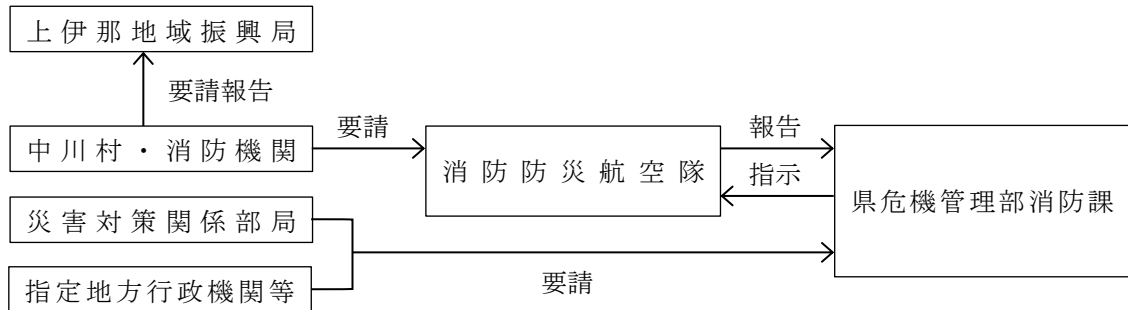 上伊那地域振興局
要請報告
中川村・消防機関
要請
消防防災航空隊
報告
指示
県危機管理部消防課
災害対策関係部局
指定地方行政機関等
要請